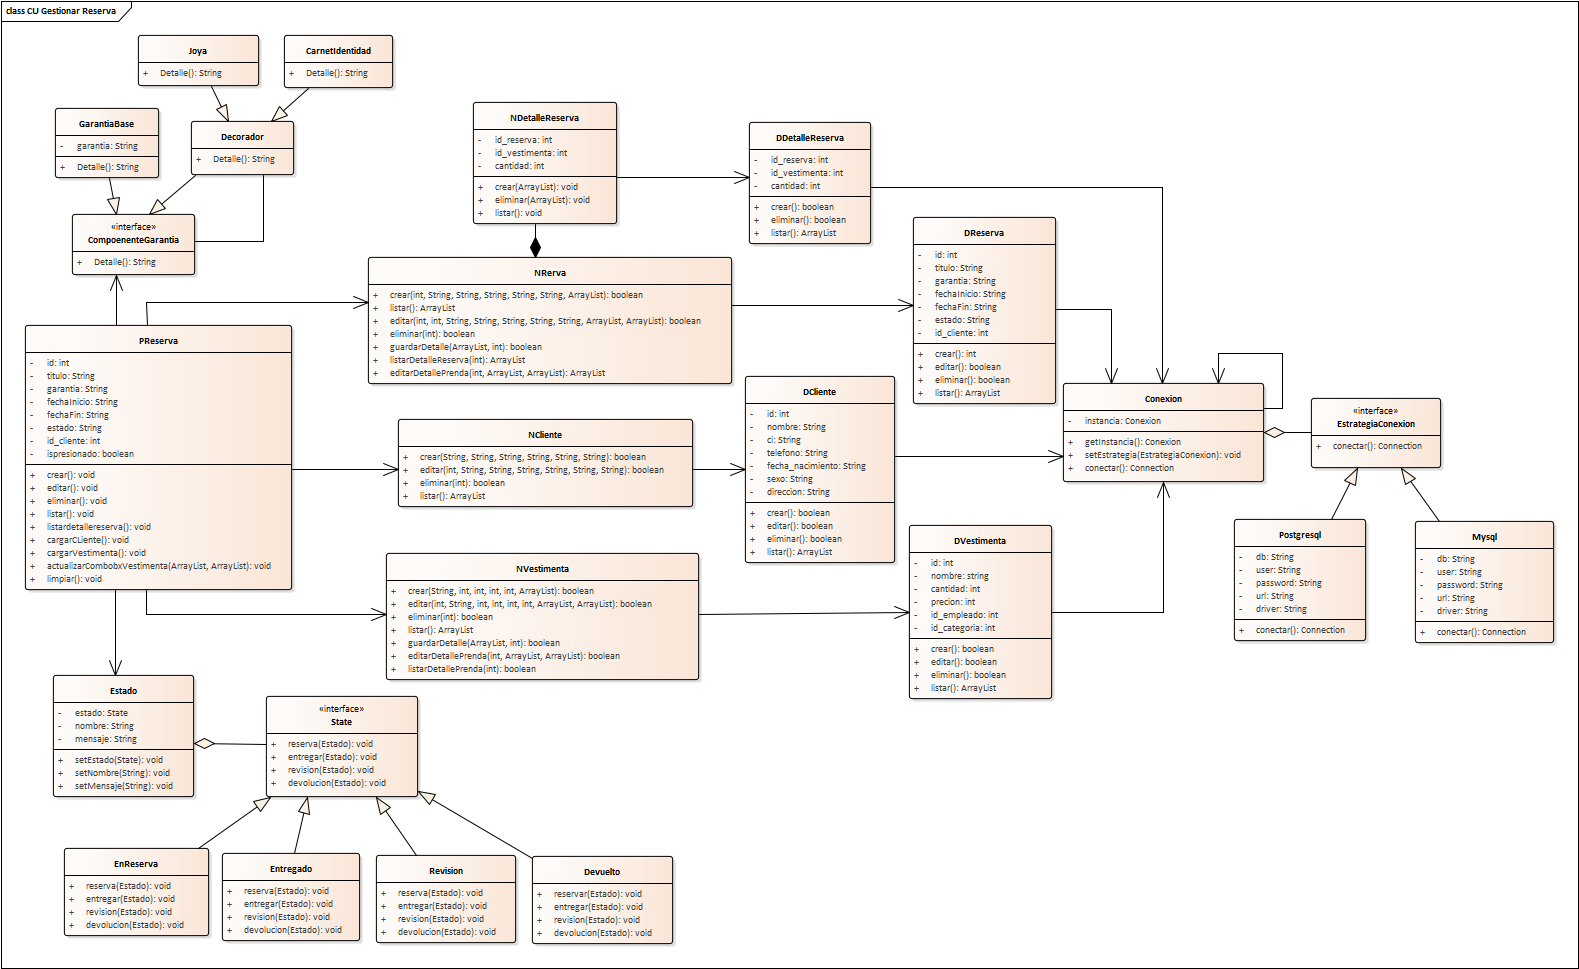 class CU Gestionar Reserva
Joya
+ Detalle(): String
CarnetIdentidad
+ Detalle(): String
GarantiaBase
- garantia: String
+ Detalle(): String
Decorador
+ Detalle(): String
«interface»
CompoenenteGarantia
+ Detalle(): String
NDetalleReserva
- id_reserva: int
- id_vestimenta: int
- cantidad: int
+ crear(ArrayList): void
+ eliminar(ArrayList): void
+ listar(): void
DDetalleReserva
- id_reserva: int
- id_vestimenta: int
- cantidad: int
+ crear(): boolean
+ eliminar(): boolean
+ listar(): ArrayList
NRerva
+ crear(int, String, String, String, String, String, ArrayList): boolean
+ listar(): ArrayList
+ editar(int, int, String, String, String, String, String, ArrayList, ArrayList): boolean
+ eliminar(int): boolean
+ guardarDetalle(ArrayList, int): boolean
+ listarDetalleReserva(int): ArrayList
+ editarDetallePrenda(int, ArrayList, ArrayList): ArrayList
DReserva
- id: int
- titulo: String
- garantia: String
- fechaInicio: String
- fechaFin: String
- estado: String
- id_cliente: int
+ crear(): int
+ editar(): boolean
+ eliminar(): boolean
+ listar(): ArrayList
PReserva
- id: int
- titulo: String
- garantia: String
- fechaInicio: String
- fechaFin: String
- estado: String
- id_cliente: int
- ispresionado: boolean
+ crear(): void
+ editar(): void
+ eliminar(): void
+ listar(): void
+ listardetallereserva(): void
+ cargarCLiente(): void
+ cargarVestimenta(): void
+ actualizarCombobxVestimenta(ArrayList, ArrayList): void
+ limpiar(): void
NCliente
+ crear(String, String, String, String, String, String): boolean
+ editar(int, String, String, String, String, String, String): boolean
+ eliminar(int): boolean
+ listar(): ArrayList
DCliente
- id: int
- nombre: String
- ci: String
- telefono: String
- fecha_nacimiento: String
- sexo: String
- direccion: String
+ crear(): boolean
+ editar(): boolean
+ eliminar(): boolean
+ listar(): ArrayList
Conexion
- instancia: Conexion
+ getInstancia(): Conexion
+ setEstrategia(EstrategiaConexion): void
+ conectar(): Connection
«interface»
EstrategiaConexion
+ conectar(): Connection
Postgresql
- db: String
- user: String
- password: String
- url: String
- driver: String
+ conectar(): Connection
Mysql
- db: String
- user: String
- password: String
- url: String
- driver: String
+ conectar(): Connection
NVestimenta
+ crear(String, int, int, int, int, ArrayList): boolean
+ editar(int, String, int, int, int, int, ArrayList, ArrayList): boolean
+ eliminar(int): boolean
+ listar(): ArrayList
+ guardarDetalle(ArrayList, int): boolean
+ editarDetallePrenda(int, ArrayList, ArrayList): boolean
+ listarDetallePrenda(int): boolean
DVestimenta
- id: int
- nombre: string
- cantidad: int
- precion: int
- id_empleado: int
- id_categoria: int
+ crear(): boolean
+ editar(): boolean
+ eliminar(): boolean
+ listar(): ArrayList
Estado
- estado: State
- nombre: String
- mensaje: String
+ setEstado(State): void
+ setNombre(String): void
+ setMensaje(String): void
«interface»
State
+ reserva(Estado): void
+ entregar(Estado): void
+ revision(Estado): void
+ devolucion(Estado): void
EnReserva
+ reserva(Estado): void
+ entregar(Estado): void
+ revision(Estado): void
+ devolucion(Estado): void
Entregado
+ reserva(Estado): void
+ entregar(Estado): void
+ revision(Estado): void
+ devolucion(Estado): void
Revision
+ reserva(Estado): void
+ entregar(Estado): void
+ revision(Estado): void
+ devolucion(Estado): void
Devuelto
+ reservar(Estado): void
+ entregar(Estado): void
+ revision(Estado): void
+ devolucion(Estado): void